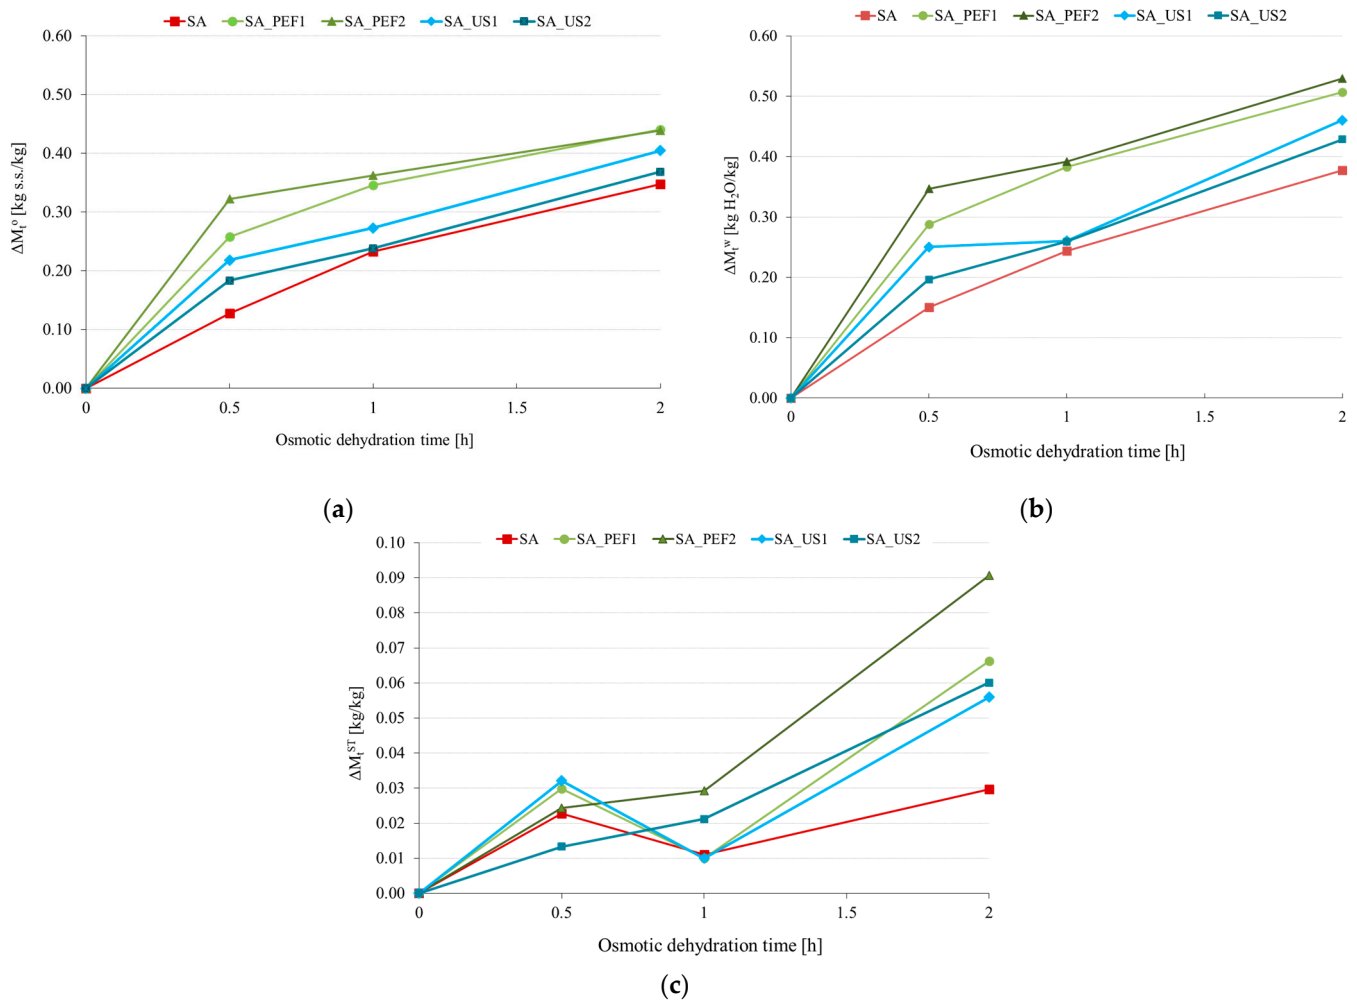 SA SA_PEF1 SA_PEF2 SA_US1 SA_US2
0.60
0.50
0.40
0.30
0.20
0.10
0.00
ΔMₜᵒ [kg s.s./kg]
0 0.5 1 1.5 2
Osmotic dehydration time [h]
(a)
SA SA_PEF1 SA_PEF2 SA_US1 SA_US2
0.60
0.50
0.40
0.30
0.20
0.10
0.00
ΔMₜʷ [kg H₂O/kg]
0 0.5 1 1.5 2
Osmotic dehydration time [h]
(b)
SA SA_PEF1 SA_PEF2 SA_US1 SA_US2
0.10
0.09
0.08
0.07
0.06
0.05
0.04
0.03
0.02
0.01
0.00
ΔMₜST [kg/kg]
0 0.5 1 1.5 2
Osmotic dehydration time [h]
(c)